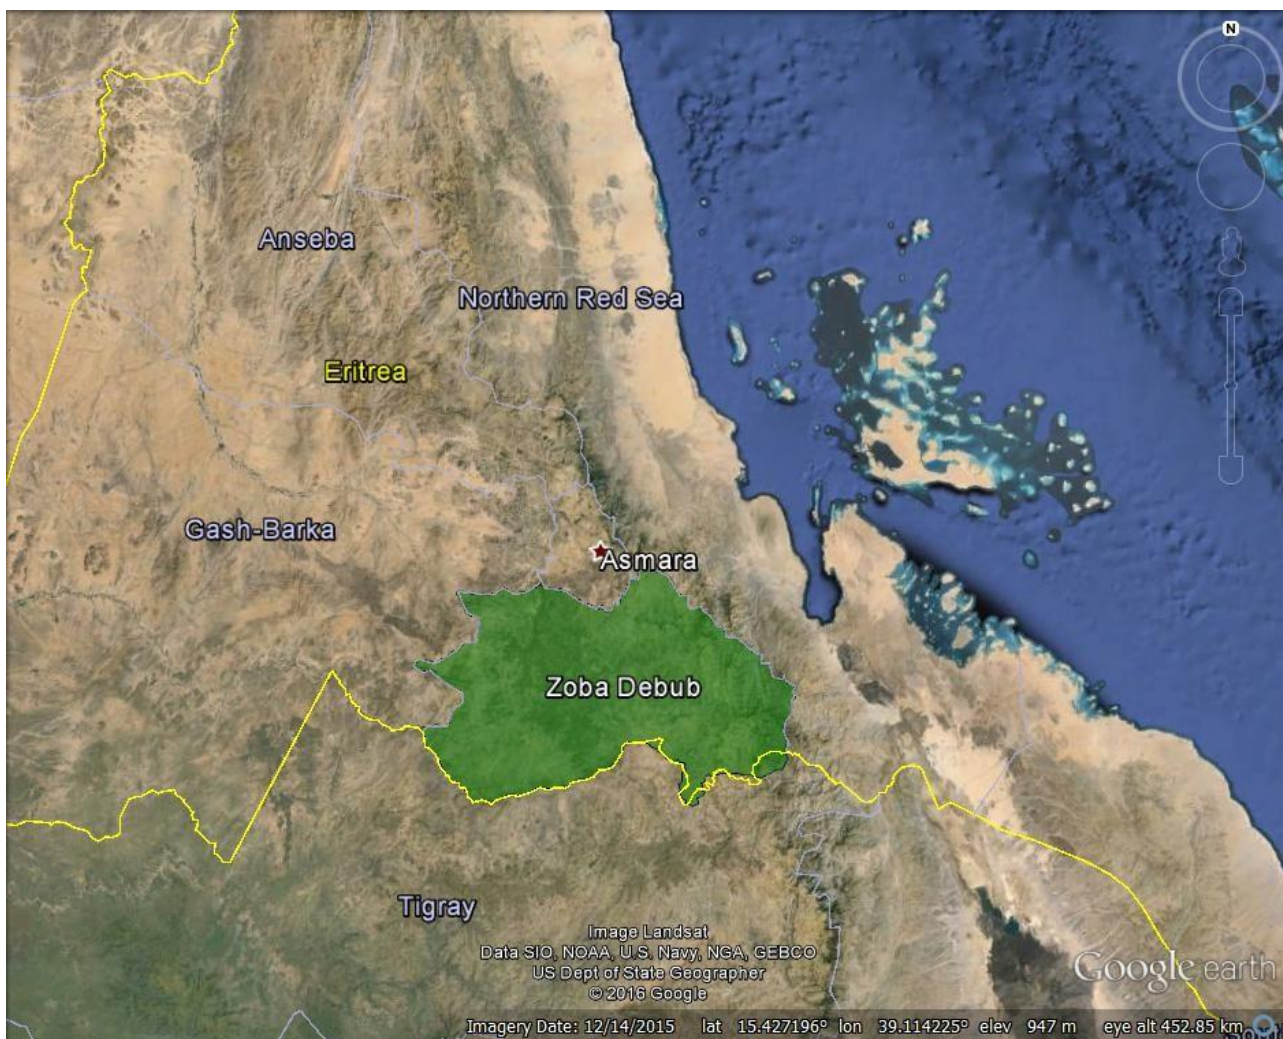 N
Anseba
Northern Red Sea
Eritrea
Gash-Barka
Asmara
Zoba Debub
Tigray
Image Landsat
Data SIO, NOAA, U.S. Navy, NGA, GEBCO
US Dept of State Geographer
© 2016 Google
Google earth
Imagery Date: 12/14/2015 lat 15.427196° lon 39.114225° elev 947 m eye alt 452.85 km